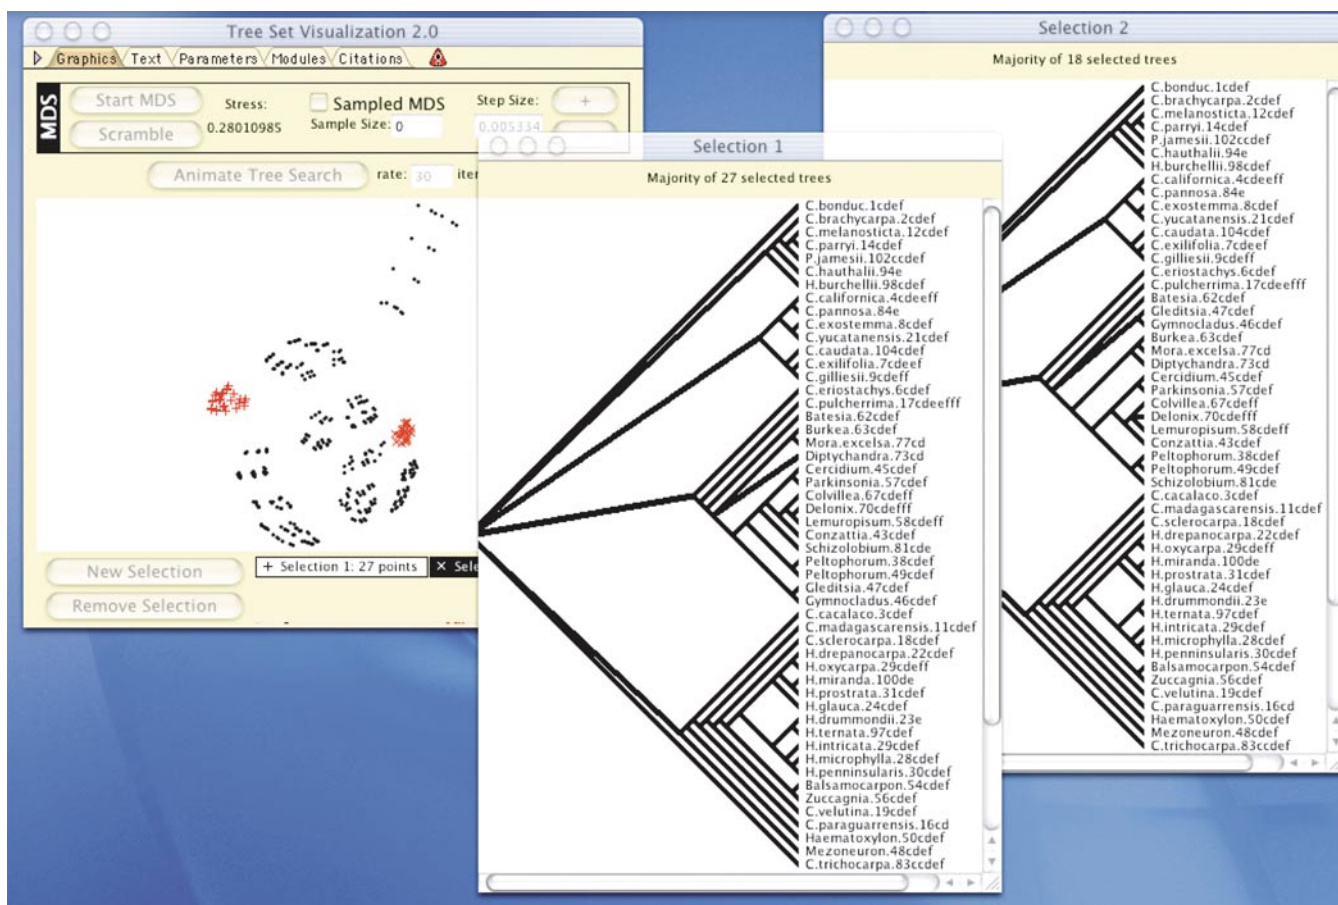 Tree Set Visualization 2.0
Graphics Text Parameters Modules Citations
MDS
Start MDS
Scramble
Stress:
0.28010985
Sampled MDS
Sample Size: 0
Step Size:
0.005334
+
Animate Tree Search
rate: 30
New Selection
Remove Selection
+ Selection 1: 27 points
Selection 1
Majority of 27 selected trees
C.bonduc.1cdef
C.brachycarpa.2cdef
C.melanosticta.12cdef
C.parryi.14cdef
P.jamesii.102ccdef
C.hauthalii.94e
H.burchellii.98cdef
C.californica.4cdeeff
C.pannosa.84e
C.exostemma.8cdef
C.yucatanensis.21cdef
C.caudata.104cdef
C.exilifolia.7cdeef
C.gilliesii.9cdeff
C.eriostachys.6cdef
C.pulcherrima.17cdeefff
Batesia.62cdef
Burkea.63cdef
Mora.excelsa.77cd
Diptychandra.73cd
Cercidium.45cdef
Parkinsonia.57cdef
Colvillea.67cdeff
Delonix.70cdefff
Lemuropisum.58cdeff
Conzattia.43cdef
Schizolobium.81cde
Peltophorum.38cdef
Peltophorum.49cdef
Gleditsia.47cdef
Gymnocladus.46cdef
C.cacalaco.3cdef
C.madagascarensis.11cdef
C.sclerocarpa.18cdef
H.drepanocarpa.22cdef
H.oxycarpa.29cdeff
H.miranda.100de
H.prostrata.31cdef
H.glauca.24cdef
H.drummondii.23e
H.ternata.97cdef
H.intricata.29cdef
H.microphylla.28cdef
H.penninsularis.30cdef
Balsamocarpon.54cdef
Zuccagnia.56cdef
C.velutina.19cdef
C.paraguarrensis.16cd
Haematoxylon.50cdef
Mezoneuron.48cdef
C.trichocarpa.83ccdef
Selection 2
Majority of 18 selected trees
C.bonduc.1cdef
C.brachycarpa.2cdef
C.melanosticta.12cdef
C.parryi.14cdef
P.jamesii.102ccdef
C.hauthalii.94e
H.burchellii.98cdef
C.californica.4cdeeff
C.pannosa.84e
C.exostemma.8cdef
C.yucatanensis.21cdef
C.caudata.104cdef
C.exilifolia.7cdeef
C.gilliesii.9cdeff
C.eriostachys.6cdef
C.pulcherrima.17cdeefff
Batesia.62cdef
Gleditsia.47cdef
Gymnocladus.46cdef
Burkea.63cdef
Mora.excelsa.77cd
Diptychandra.73cd
Cercidium.45cdef
Parkinsonia.57cdef
Colvillea.67cdeff
Delonix.70cdefff
Lemuropisum.58cdeff
Conzattia.43cdef
Peltophorum.38cdef
Peltophorum.49cdef
Schizolobium.81cde
C.cacalaco.3cdef
C.madagascarensis.11cdef
C.sclerocarpa.18cdef
H.drepanocarpa.22cdef
H.oxycarpa.29cdeff
H.miranda.100de
H.prostrata.31cdef
H.glauca.24cdef
H.drummondii.23e
H.ternata.97cdef
H.intricata.29cdef
H.microphylla.28cdef
H.penninsularis.30cdef
Balsamocarpon.54cdef
Zuccagnia.56cdef
C.velutina.19cdef
C.paraguarrensis.16cd
Haematoxylon.50cdef
Mezoneuron.48cdef
C.trichocarpa.83ccdef